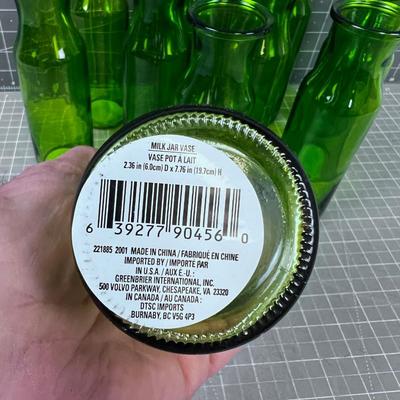 MILK JAR VASE
VASE POT À LAIT
2.36 in (6.0cm) D x 7.76 in (19.7cm) H
6 39277 90456 0
221885 2001 MADE IN CHINA / FABRIQUÉ EN CHINE
IMPORTED BY / IMPORTÉ PAR
IN U.S.A. / AUX É.-U. :
GREENBRIER INTERNATIONAL, INC.
500 VOLVO PARKWAY, CHESAPEAKE, VA 23320
IN CANADA / AU CANADA :
DTSC IMPORTS
BURNABY, BC V5G 4P3